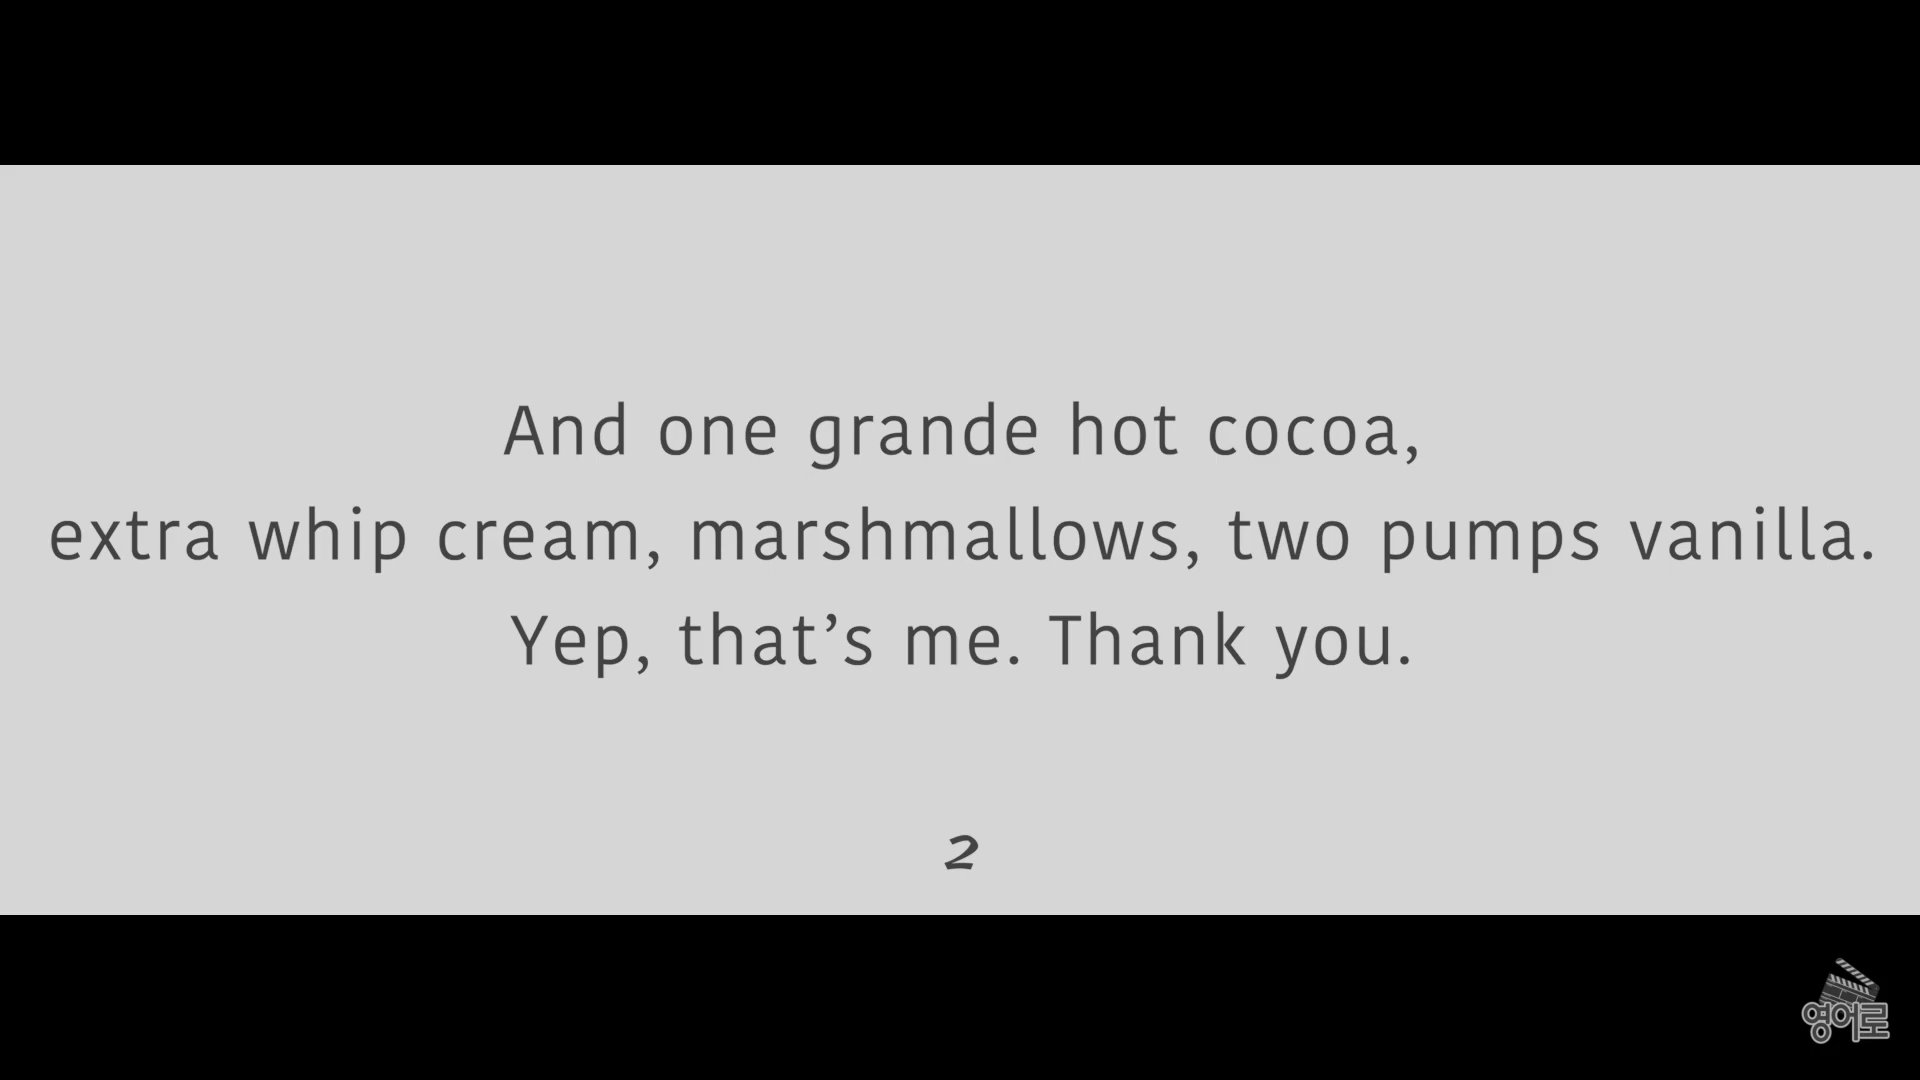 And one grande hot cocoa,
extra whip cream, marshmallows, two pumps vanilla.
Yep, that’s me. Thank you.
2
영어로